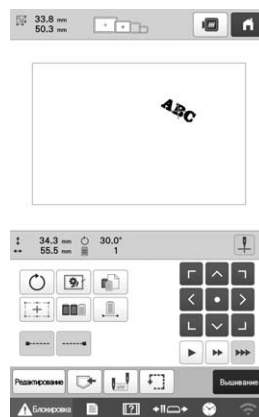 33.8 mm
50.3 mm
ABC
34.3 mm 30.0°
55.5 mm 1
Редактирование
Вышивание
Блокировка